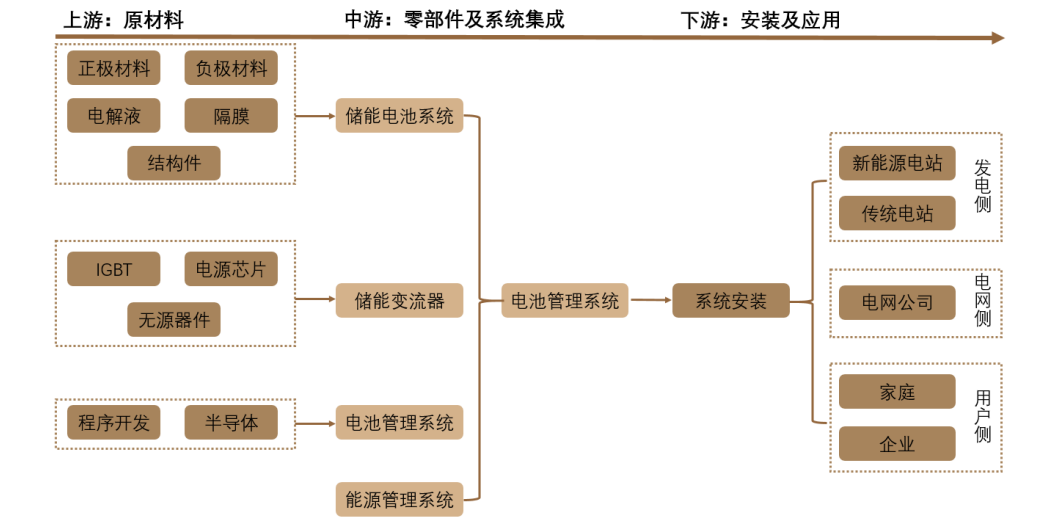 上游：原材料
中游：零部件及系统集成
下游：安装及应用
正极材料
负极材料
电解液
隔膜
结构件
IGBT
电源芯片
无源器件
程序开发
半导体
储能电池系统
储能变流器
电池管理系统
能源管理系统
电池管理系统
系统安装
新能源电站
传统电站
发电侧
电网公司
电网侧
家庭
企业
用户侧